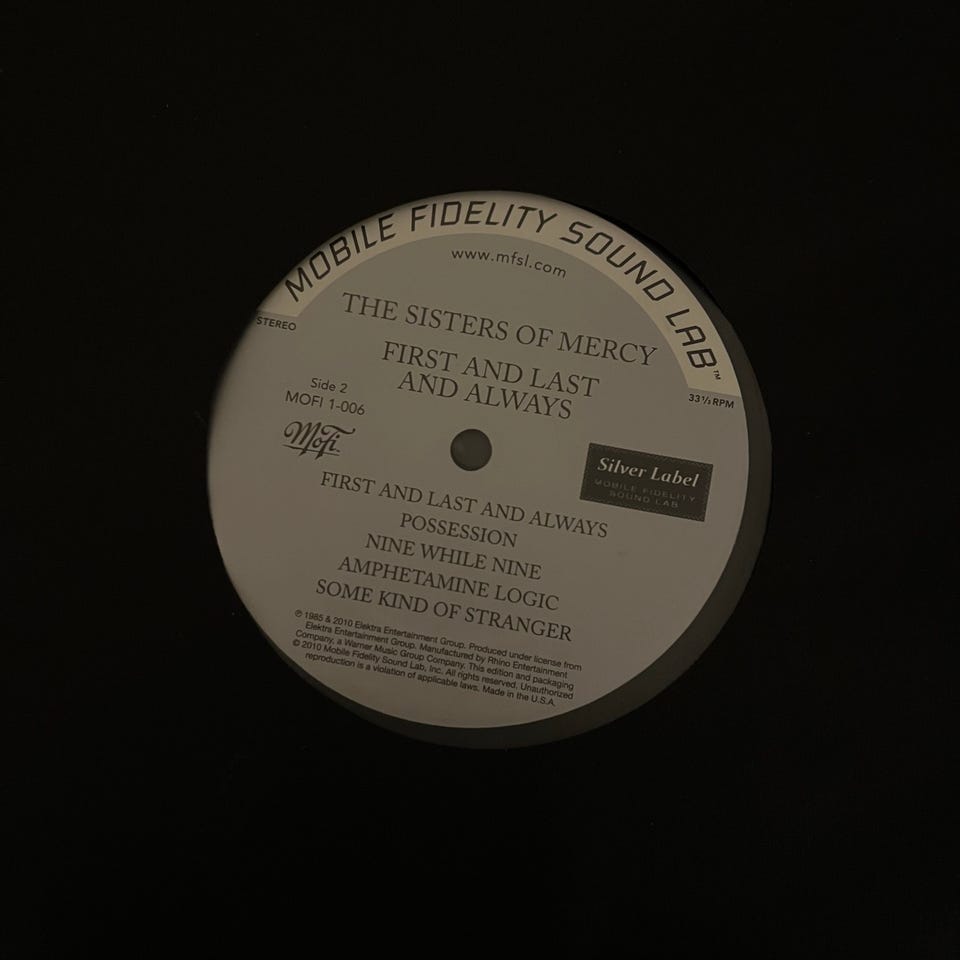 MOBILE FIDELITY SOUND LAB™
www.mfsl.com
STEREO
33⅓ RPM
THE SISTERS OF MERCY
FIRST AND LAST
AND ALWAYS
Side 2
MOFI 1-006
MoFi
Silver Label
MOBILE FIDELITY
SOUND LAB
FIRST AND LAST AND ALWAYS
POSSESSION
NINE WHILE NINE
AMPHETAMINE LOGIC
SOME KIND OF STRANGER
℗ 1985 & 2010 Elektra Entertainment Group. Produced under license from
Elektra Entertainment Group. Manufactured by Rhino Entertainment
Company, a Warner Music Group Company. This edition and packaging
© 2010 Mobile Fidelity Sound Lab, Inc. All rights reserved. Unauthorized
reproduction is a violation of applicable laws. Made in the U.S.A.